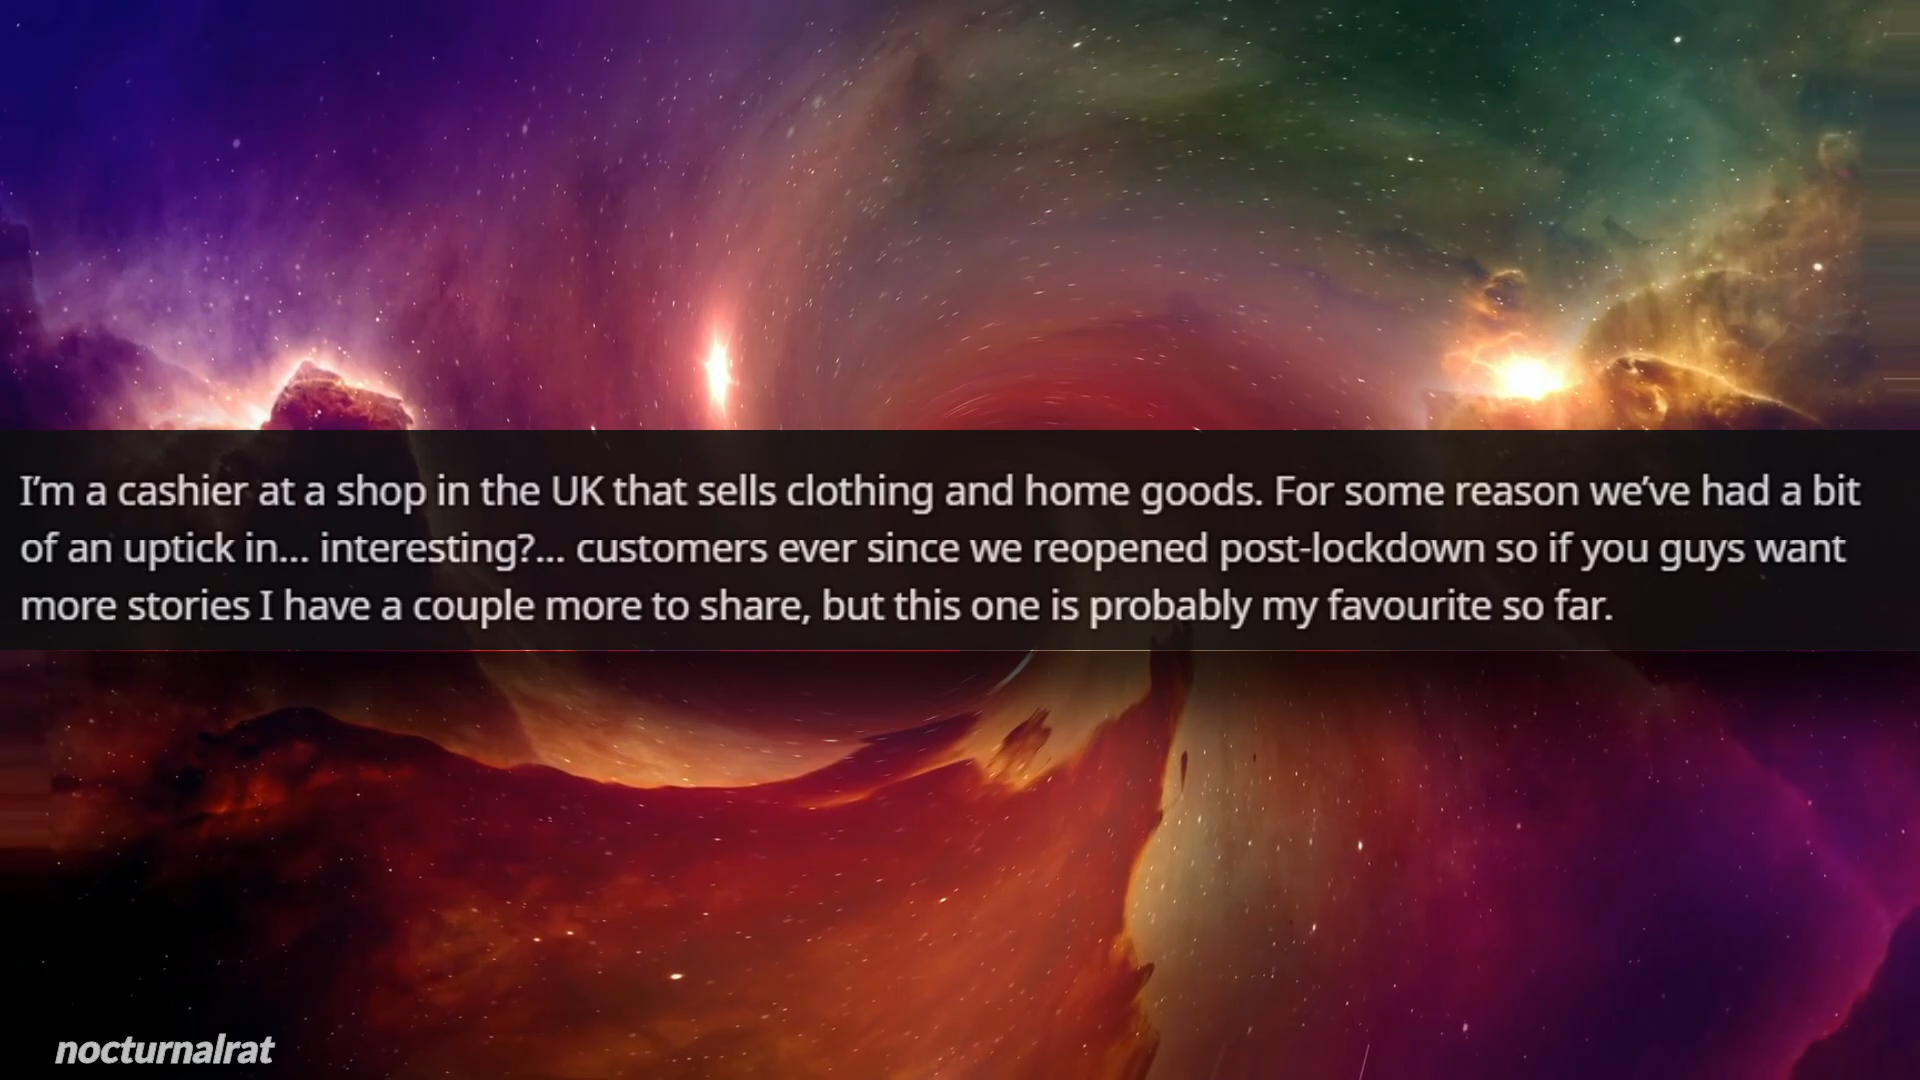 I’m a cashier at a shop in the UK that sells clothing and home goods. For some reason we’ve had a bit
of an uptick in... interesting?... customers ever since we reopened post-lockdown so if you guys want
more stories I have a couple more to share, but this one is probably my favourite so far.
nocturnalrat